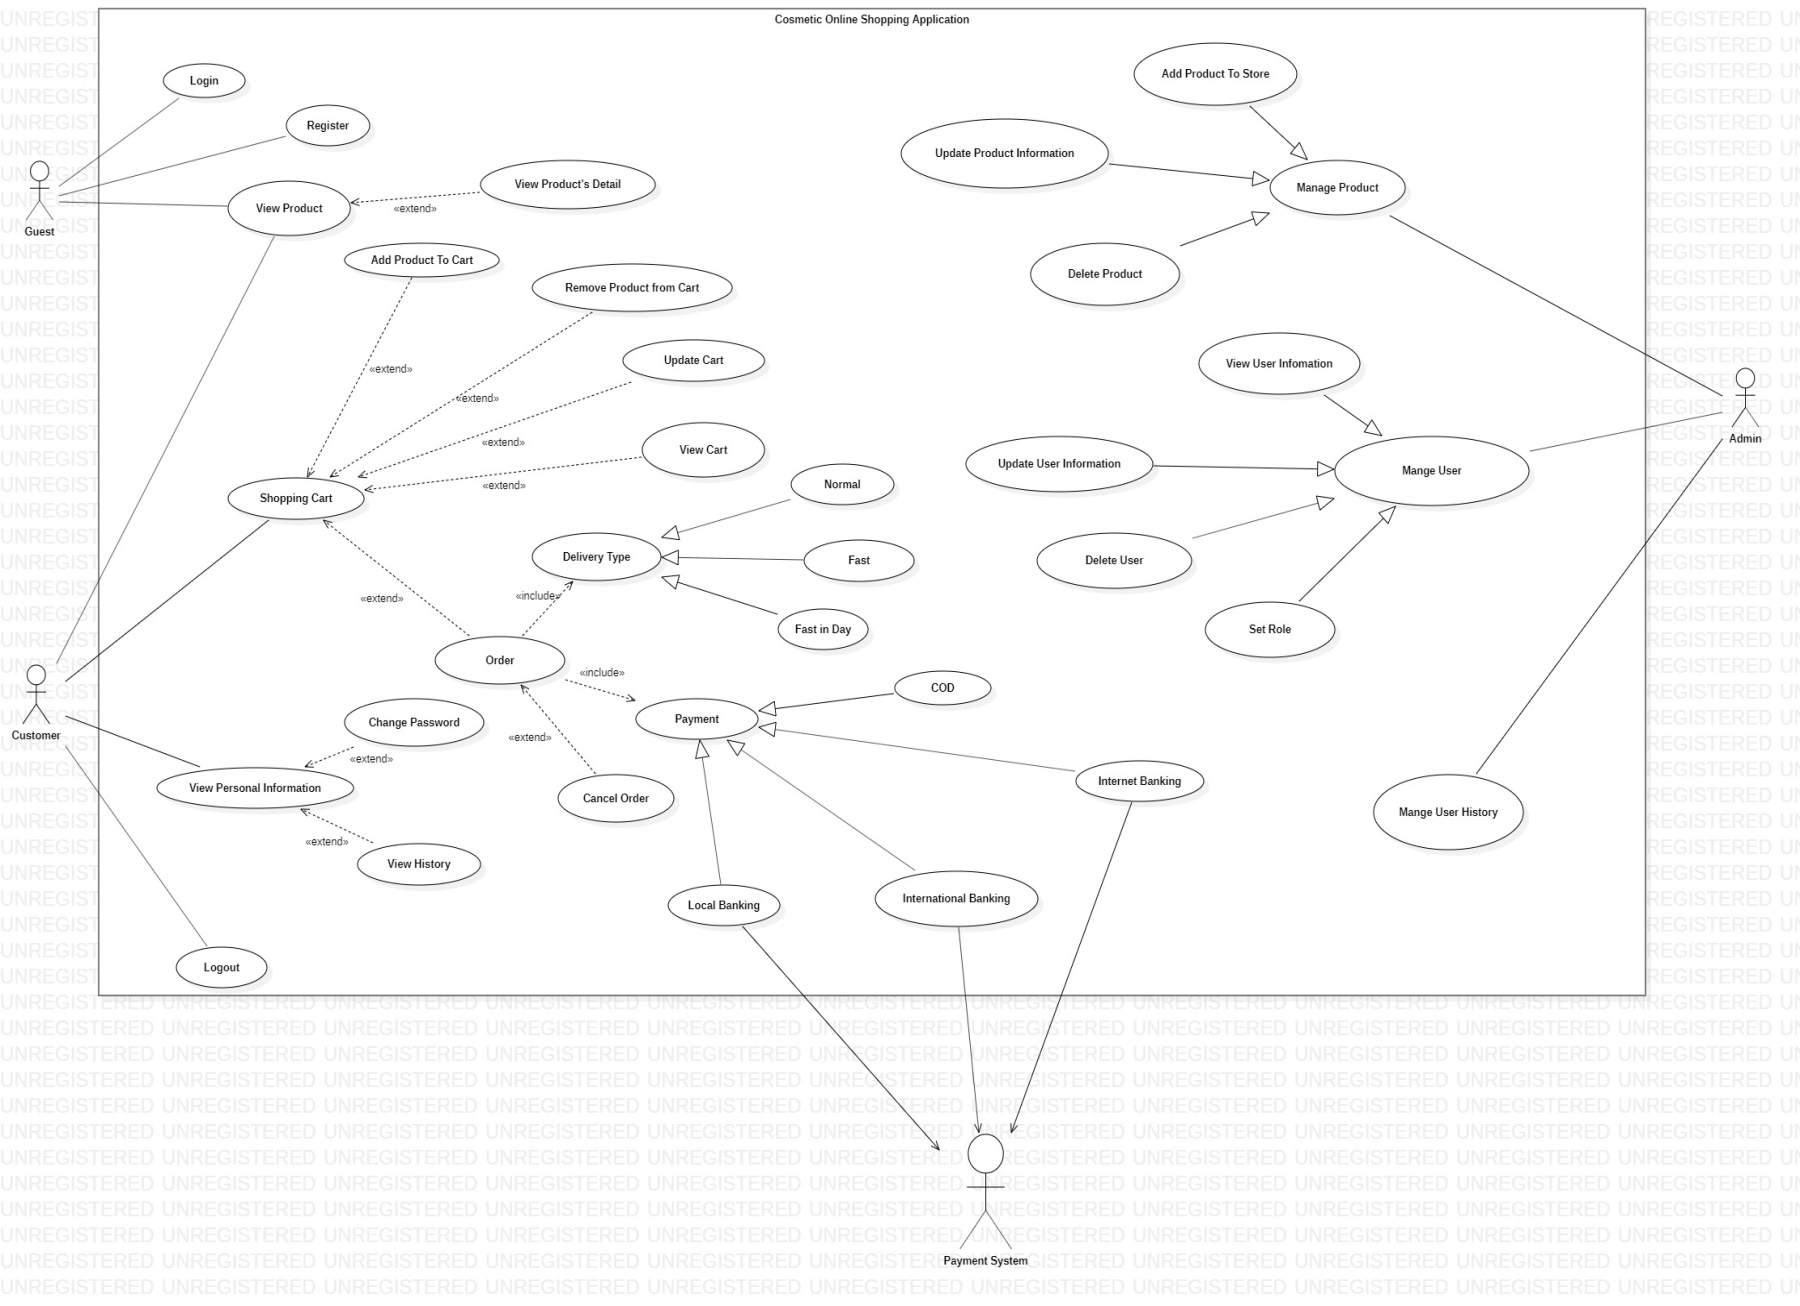 Cosmetic Online Shopping Application
Login
Register
Guest
View Product
«extend»
View Product's Detail
Add Product To Cart
Remove Product from Cart
Update Cart
View Cart
«extend»
«extend»
«extend»
«extend»
Shopping Cart
«extend»
Order
«include»
Delivery Type
Normal
Fast
Fast in Day
«include»
Payment
COD
Internet Banking
International Banking
Local Banking
«extend»
Cancel Order
Customer
Change Password
«extend»
View Personal Information
«extend»
View History
Logout
Add Product To Store
Update Product Information
Manage Product
Delete Product
View User Infomation
Update User Information
Mange User
Delete User
Set Role
Admin
Mange User History
Payment System
UNREGISTERED